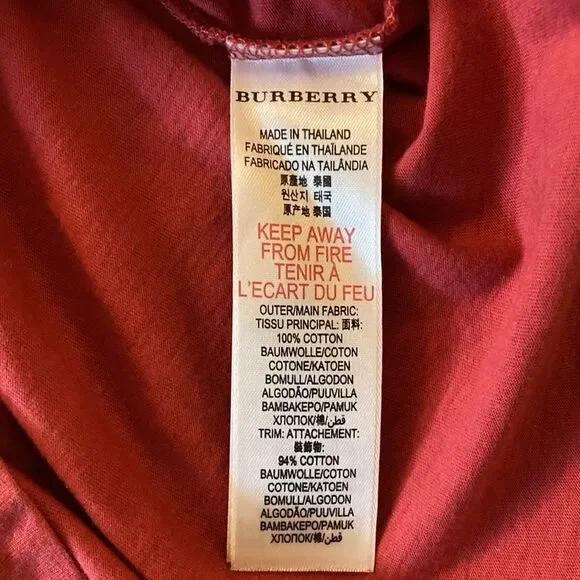 BURBERRY
MADE IN THAILAND
FABRIQUÉ EN THAÏLANDE
FABRICADO NA TAILÂNDIA
原產地 泰國
원산지 태국
原产地 泰国
KEEP AWAY
FROM FIRE
TENIR À
L'ECART DU FEU
OUTER/MAIN FABRIC:
TISSU PRINCIPAL: 面料:
100% COTTON
BAUMWOLLE/COTON
COTONE/KATOEN
BOMULL/ALGODON
ALGODÃO/PUUVILLA
BAMBAKEPO/PAMUK
ХЛОПОК/棉/قطن
TRIM: ATTACHEMENT:
裝飾物:
94% COTTON
BAUMWOLLE/COTON
COTONE/KATOEN
BOMULL/ALGODON
ALGODÃO/PUUVILLA
BAMBAKEPO/PAMUK
ХЛОПОК/棉/قطن